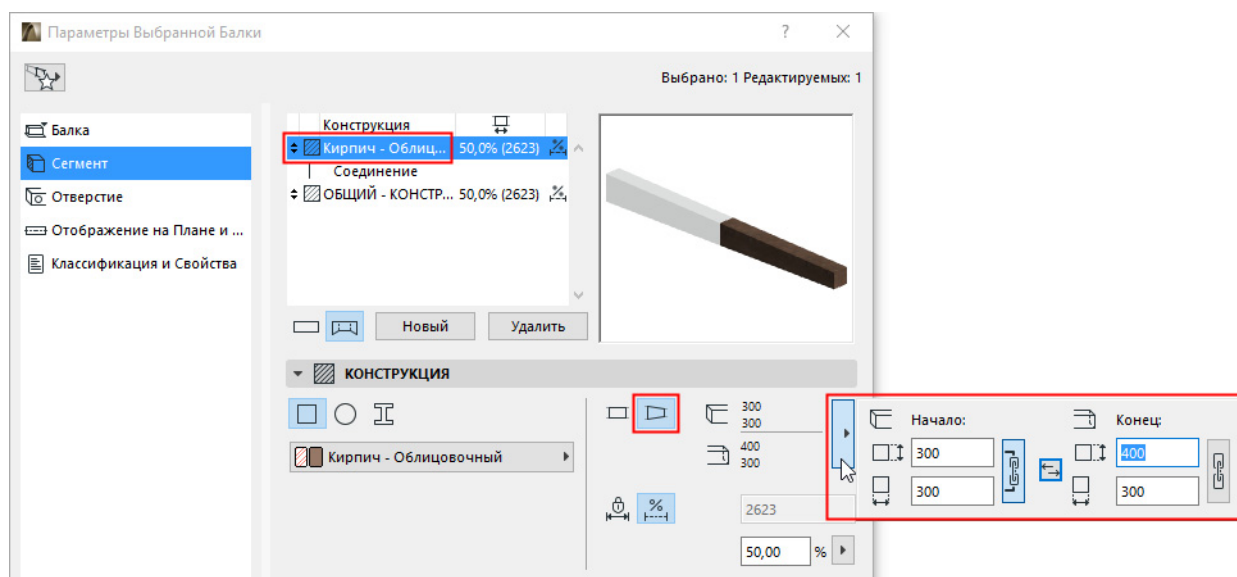 Параметры Выбранной Балки ?
Выбрано: 1 Редактируемых: 1
Балка
Сегмент
Отверстие
Отображение на Плане и ...
Классификация и Свойства
Конструкция
Кирпич - Облиц... 50,0% (2623)
Соединение
ОБЩИЙ - КОНСТР... 50,0% (2623)
Новый Удалить
КОНСТРУКЦИЯ
300
300
400
300
Кирпич - Облицовочный
2623
50,00 %
Начало: Конец:
300 400
300 300